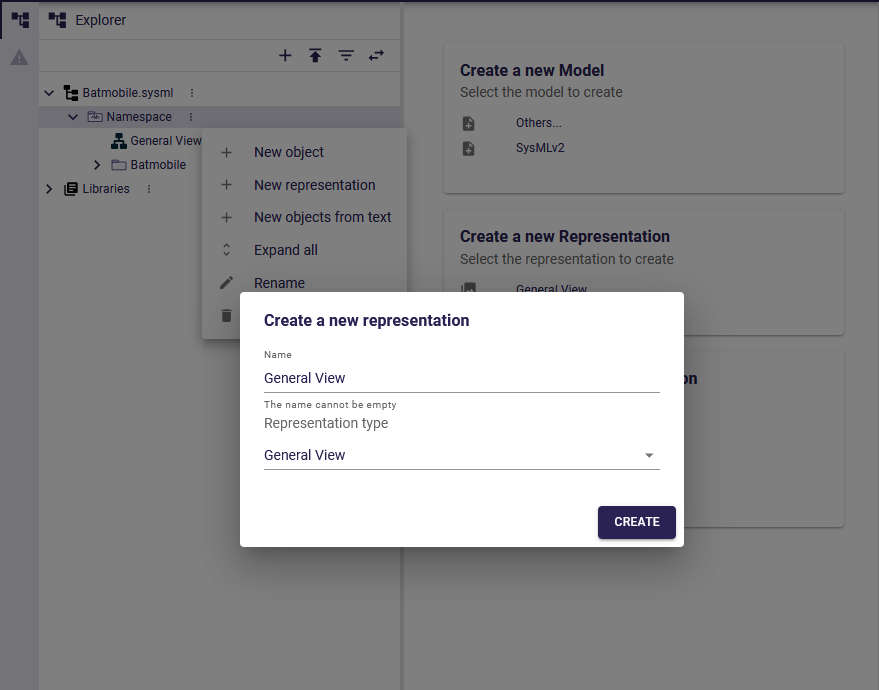 Explorer
Batmobile.sysml
Namespace
General View
Batmobile
Libraries
New object
New representation
New objects from text
Expand all
Rename
Create a new Model
Select the model to create
Others...
SysMLv2
Create a new Representation
Select the representation to create
General View
on
Create a new representation
Name
General View
The name cannot be empty
Representation type
General View
CREATE